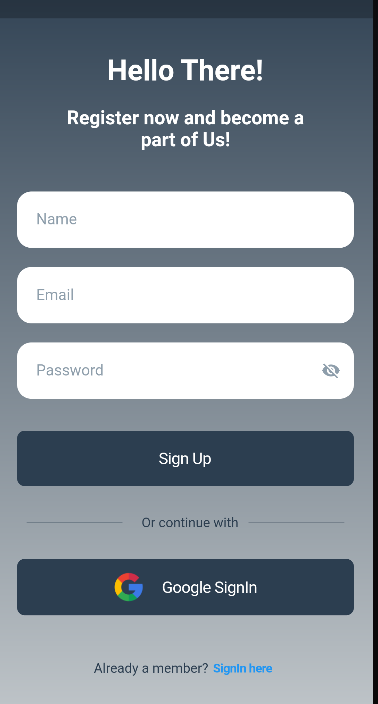 Hello There!
Register now and become a
part of Us!
Name
Email
Password
Sign Up
Or continue with
Google SignIn
Already a member? SignIn here